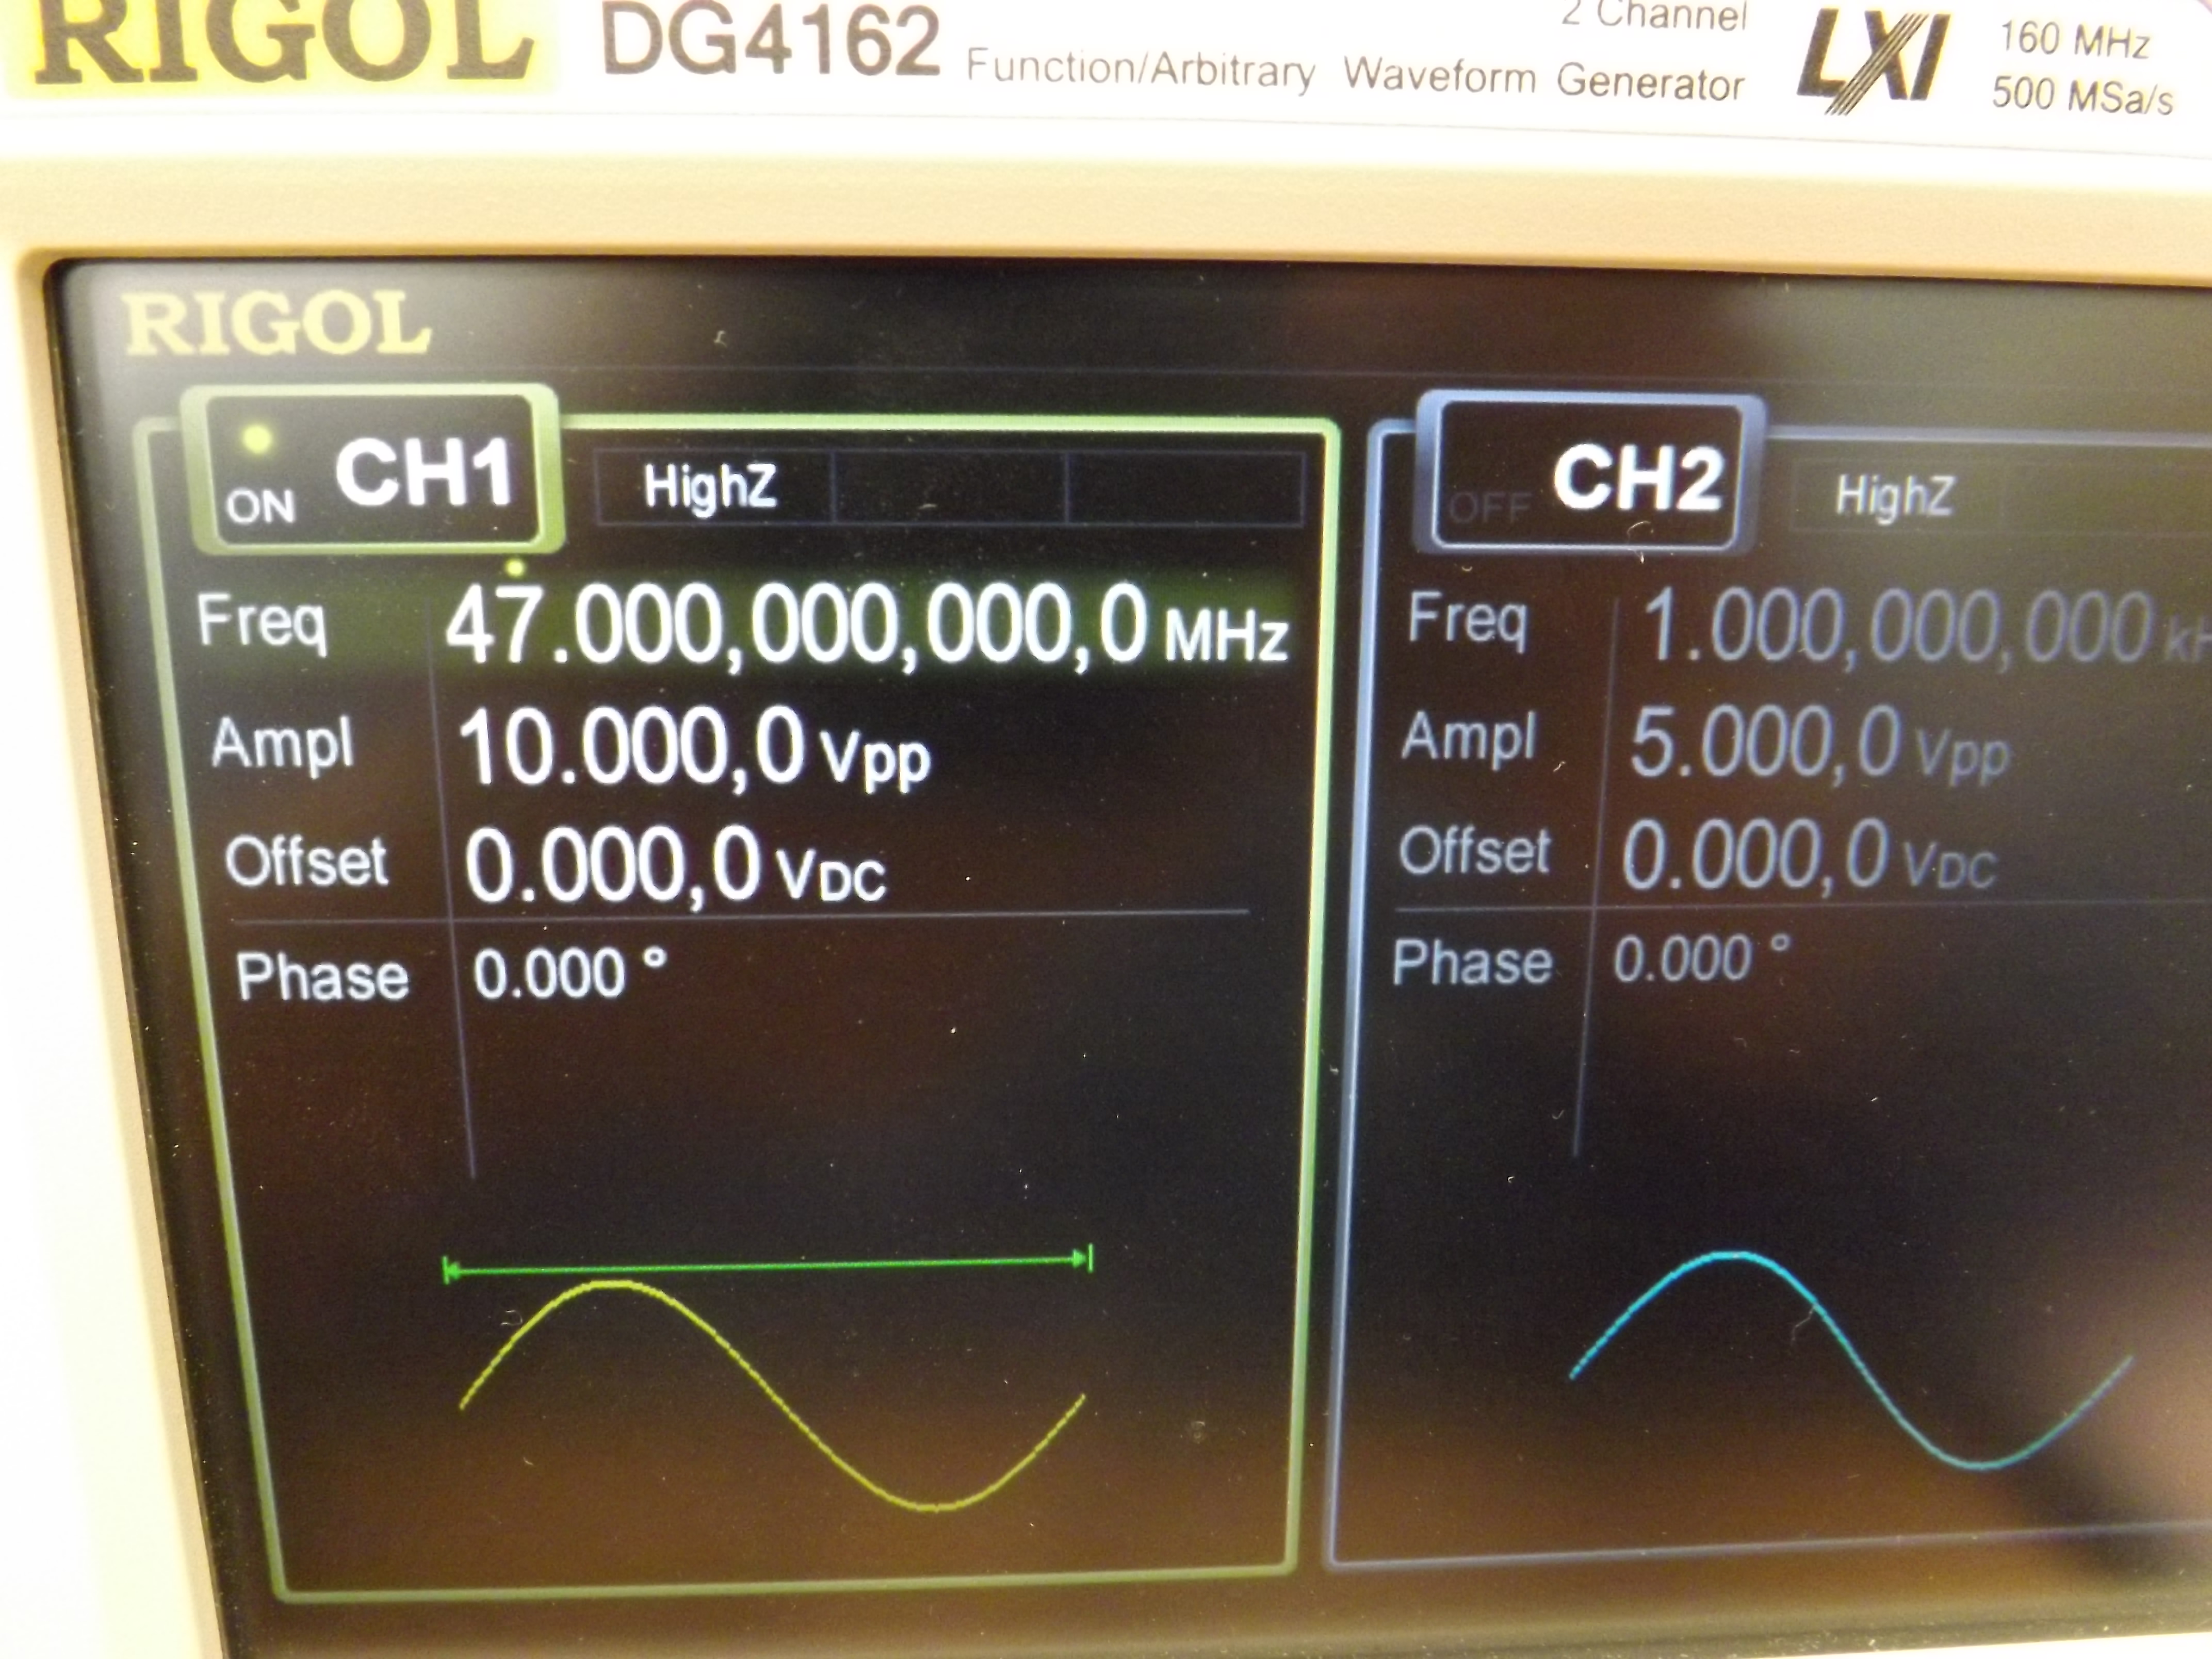 RIGOL DG4162 2 Channel
Function/Arbitrary Waveform Generator
LXI
160 MHz
500 MSa/s
RIGOL
ON CH1 HighZ
Freq 47.000,000,000,0 MHz
Ampl 10.000,0 Vpp
Offset 0.000,0 VDC
Phase 0.000 °
OFF CH2 HighZ
Freq 1.000,000,000
Ampl 5.000,0 Vpp
Offset 0.000,0 VDC
Phase 0.000 °